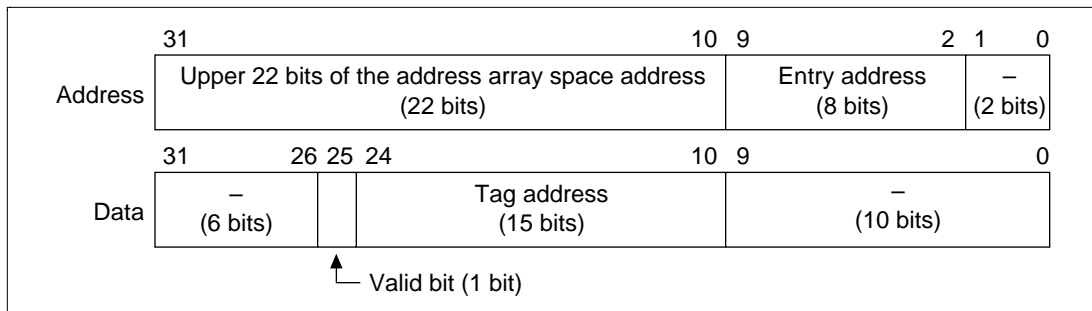 31 10 9 2 1 0
Address Upper 22 bits of the address array space address Entry address –
(22 bits) (8 bits) (2 bits)
31 26 25 24 10 9 0
Data – Tag address –
(6 bits) (15 bits) (10 bits)
Valid bit (1 bit)